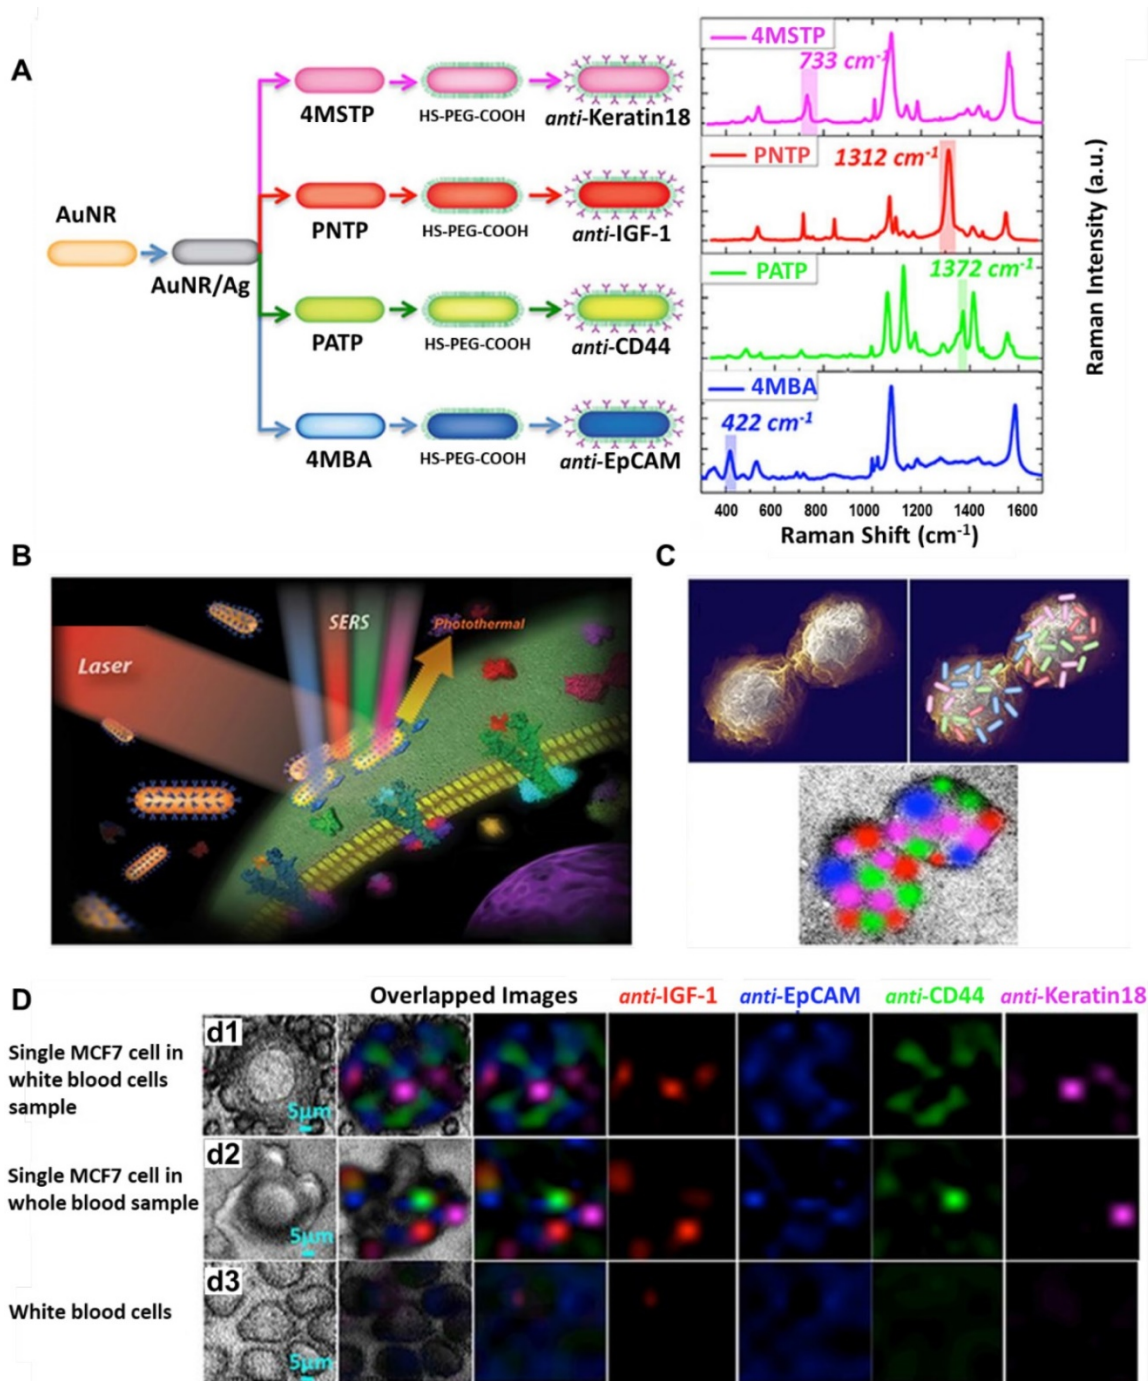 A
AuNR
AuNR/Ag
4MSTP
HS-PEG-COOH
anti-Keratin18
PNTP
HS-PEG-COOH
anti-IGF-1
PATP
HS-PEG-COOH
anti-CD44
4MBA
HS-PEG-COOH
anti-EpCAM
4MSTP
733 cm-1
PNTP
1312 cm-1
PATP
1372 cm-1
4MBA
422 cm-1
400 600 800 1000 1200 1400 1600
Raman Shift (cm-1)
Raman Intensity (a.u.)
B
Laser
SERS
Photothermal
C
D
Overlapped Images
anti-IGF-1
anti-EpCAM
anti-CD44
anti-Keratin18
Single MCF7 cell in
white blood cells
sample
d1
5µm
Single MCF7 cell in
whole blood sample
d2
5µm
White blood cells
d3
5µm